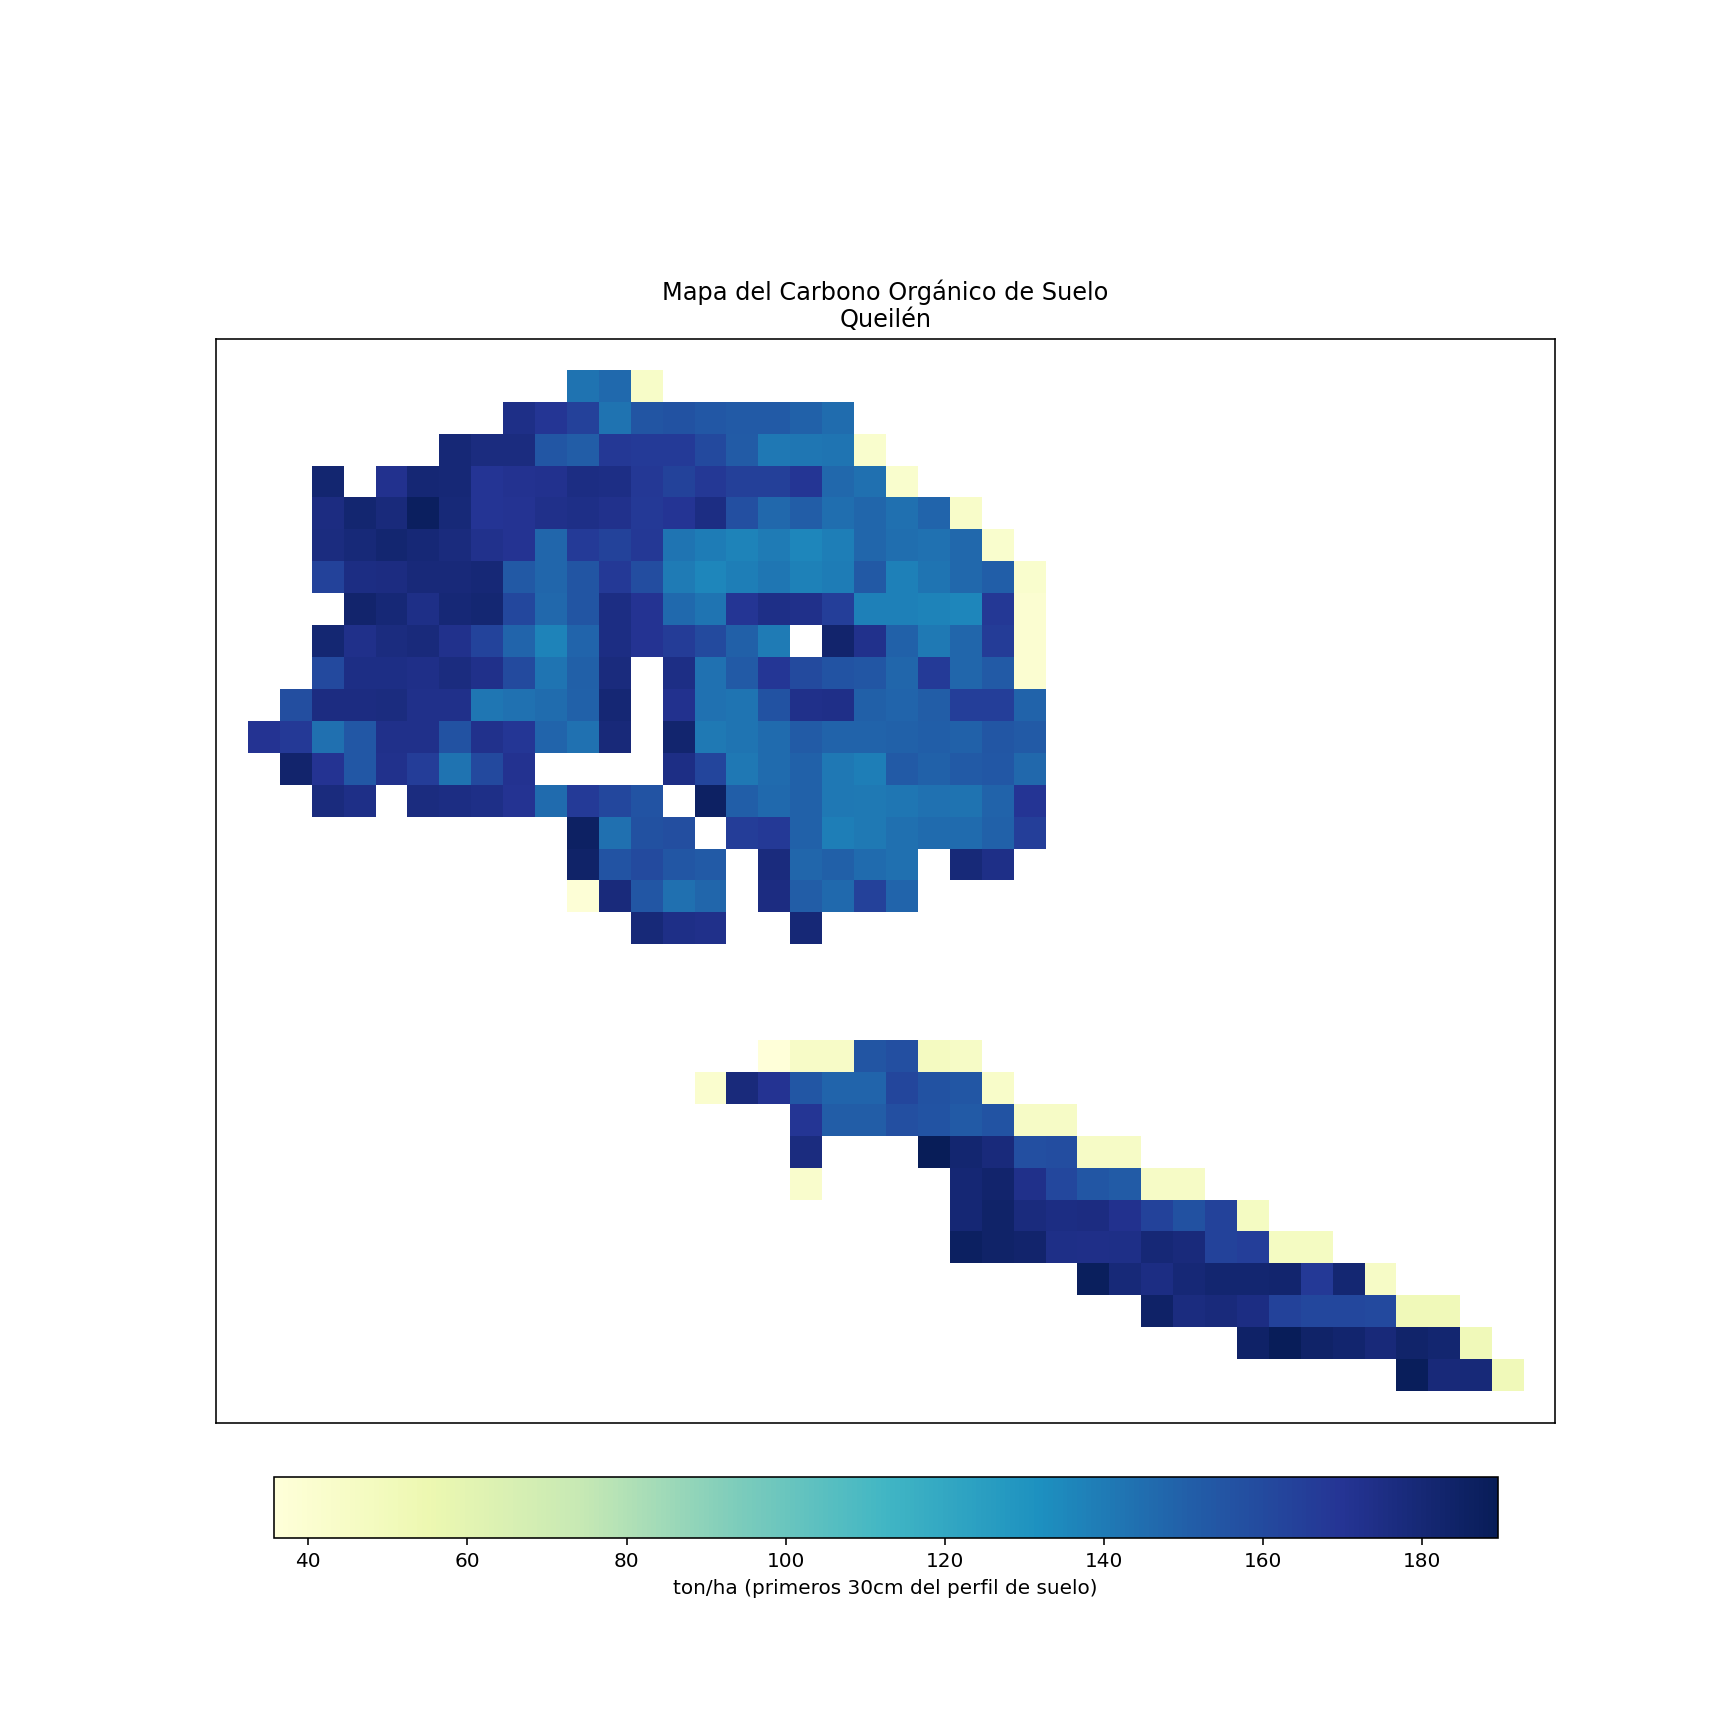 Mapa del Carbono Orgánico de Suelo
Queilén
40 60 80 100 120 140 160 180
ton/ha (primeros 30cm del perfil de suelo)